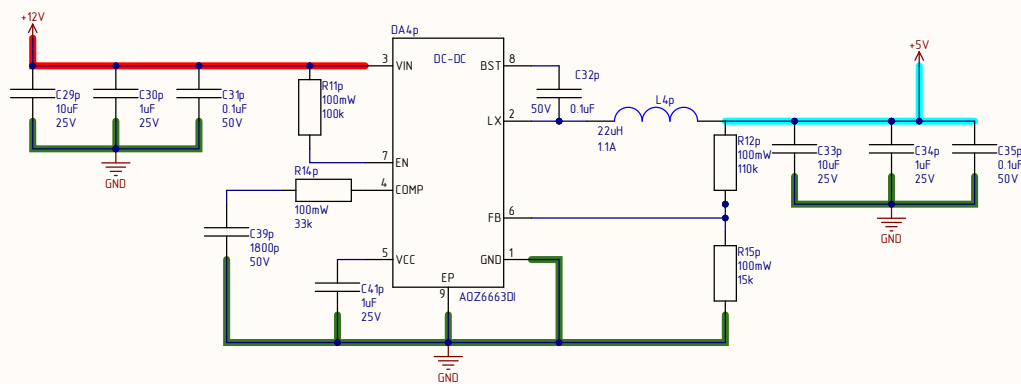 +12V
DA4p
DC-DC
3
VIN
BST
8
C29p
10uF
25V
C30p
1uF
25V
C31p
0.1uF
50V
GND
R11p
100mW
100k
C32p
50V
0.1uF
LX
2
L4p
22uH
1.1A
+5V
7
EN
4
COMP
R14p
100mW
33k
R12p
100mW
110k
C33p
10uF
25V
C34p
1uF
25V
C35p
0.1uF
50V
GND
C39p
1800p
50V
FB
6
5
VCC
GND
1
R15p
100mW
15k
C41p
1uF
25V
EP
9
AOZ6663DI
GND